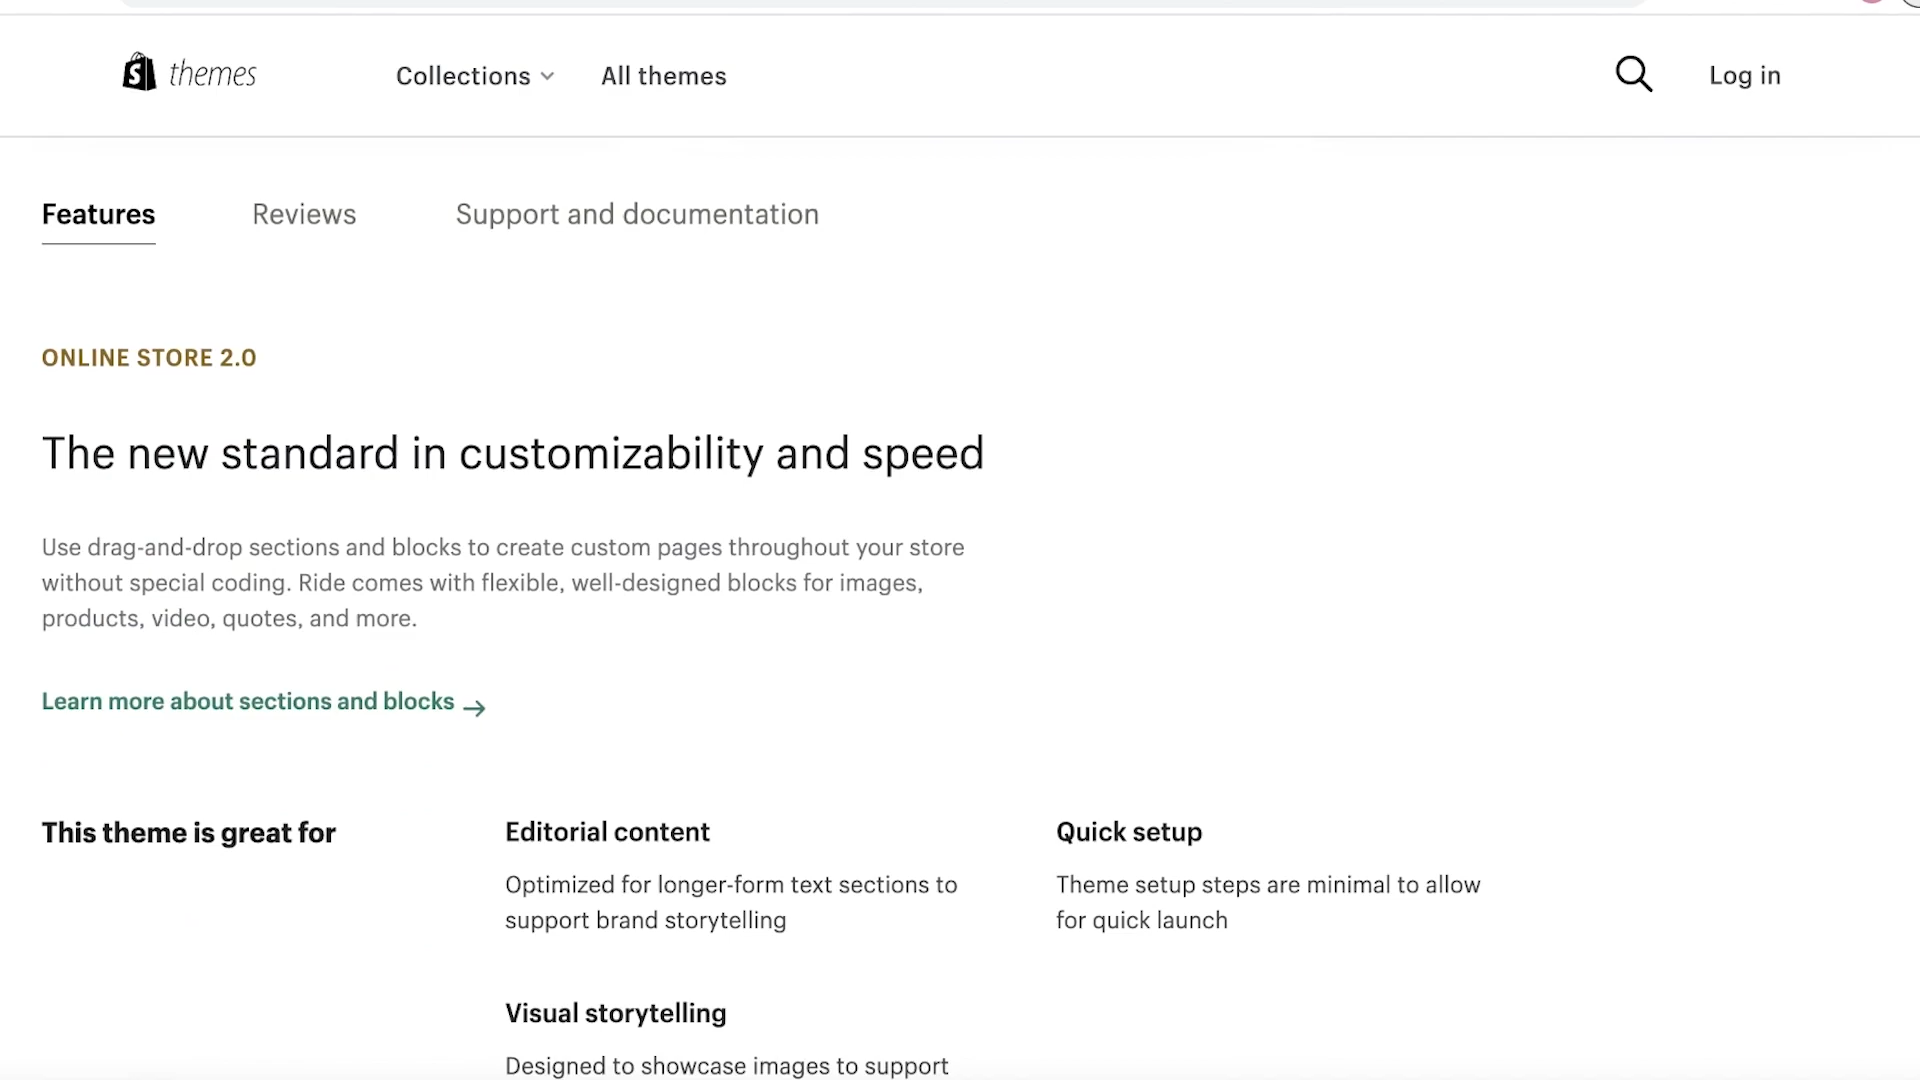 themes
Collections
All themes
Log in
Features
Reviews
Support and documentation
ONLINE STORE 2.0
The new standard in customizability and speed
Use drag-and-drop sections and blocks to create custom pages throughout your store
without special coding. Ride comes with flexible, well-designed blocks for images,
products, video, quotes, and more.
Learn more about sections and blocks →
This theme is great for
Editorial content
Optimized for longer-form text sections to
support brand storytelling
Quick setup
Theme setup steps are minimal to allow
for quick launch
Visual storytelling
Designed to showcase images to support